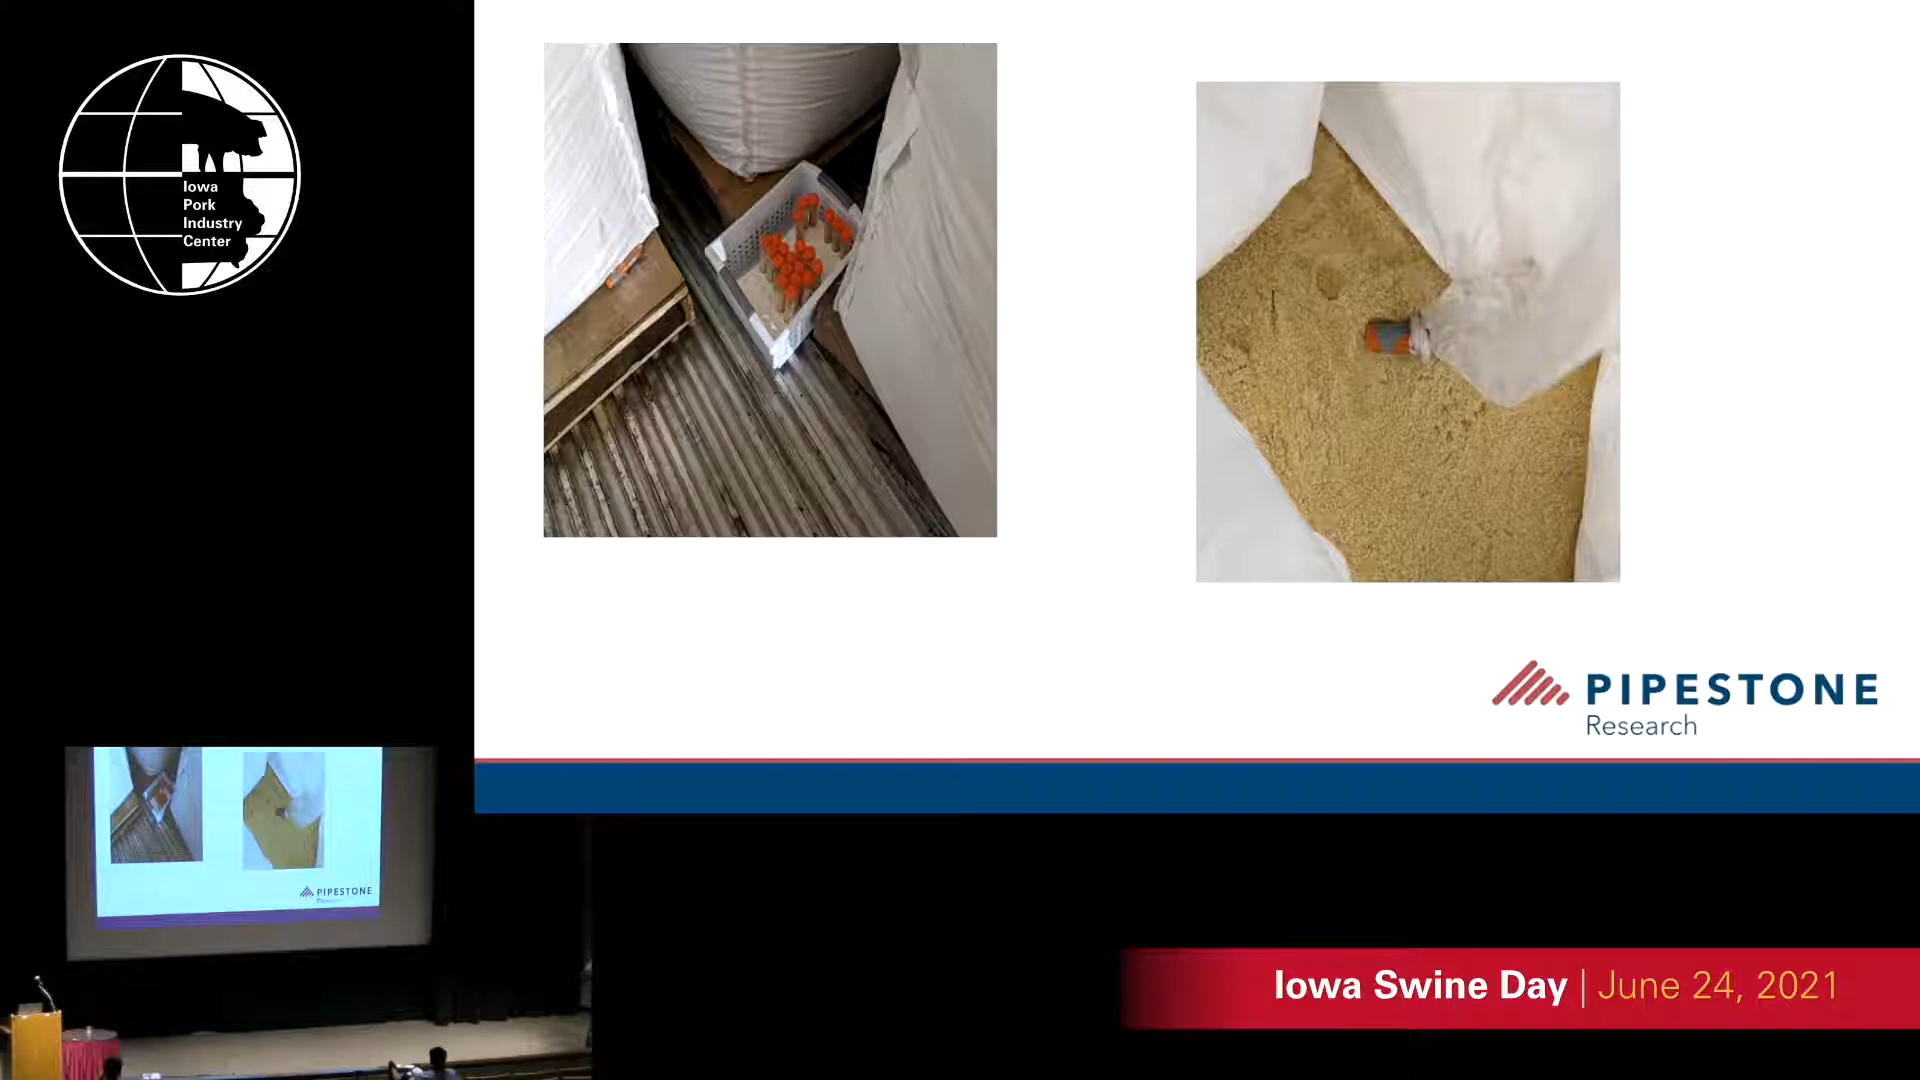 Iowa
Pork
Industry
Center
PIPESTONE
Research
PIPESTONE
Iowa Swine Day | June 24, 2021